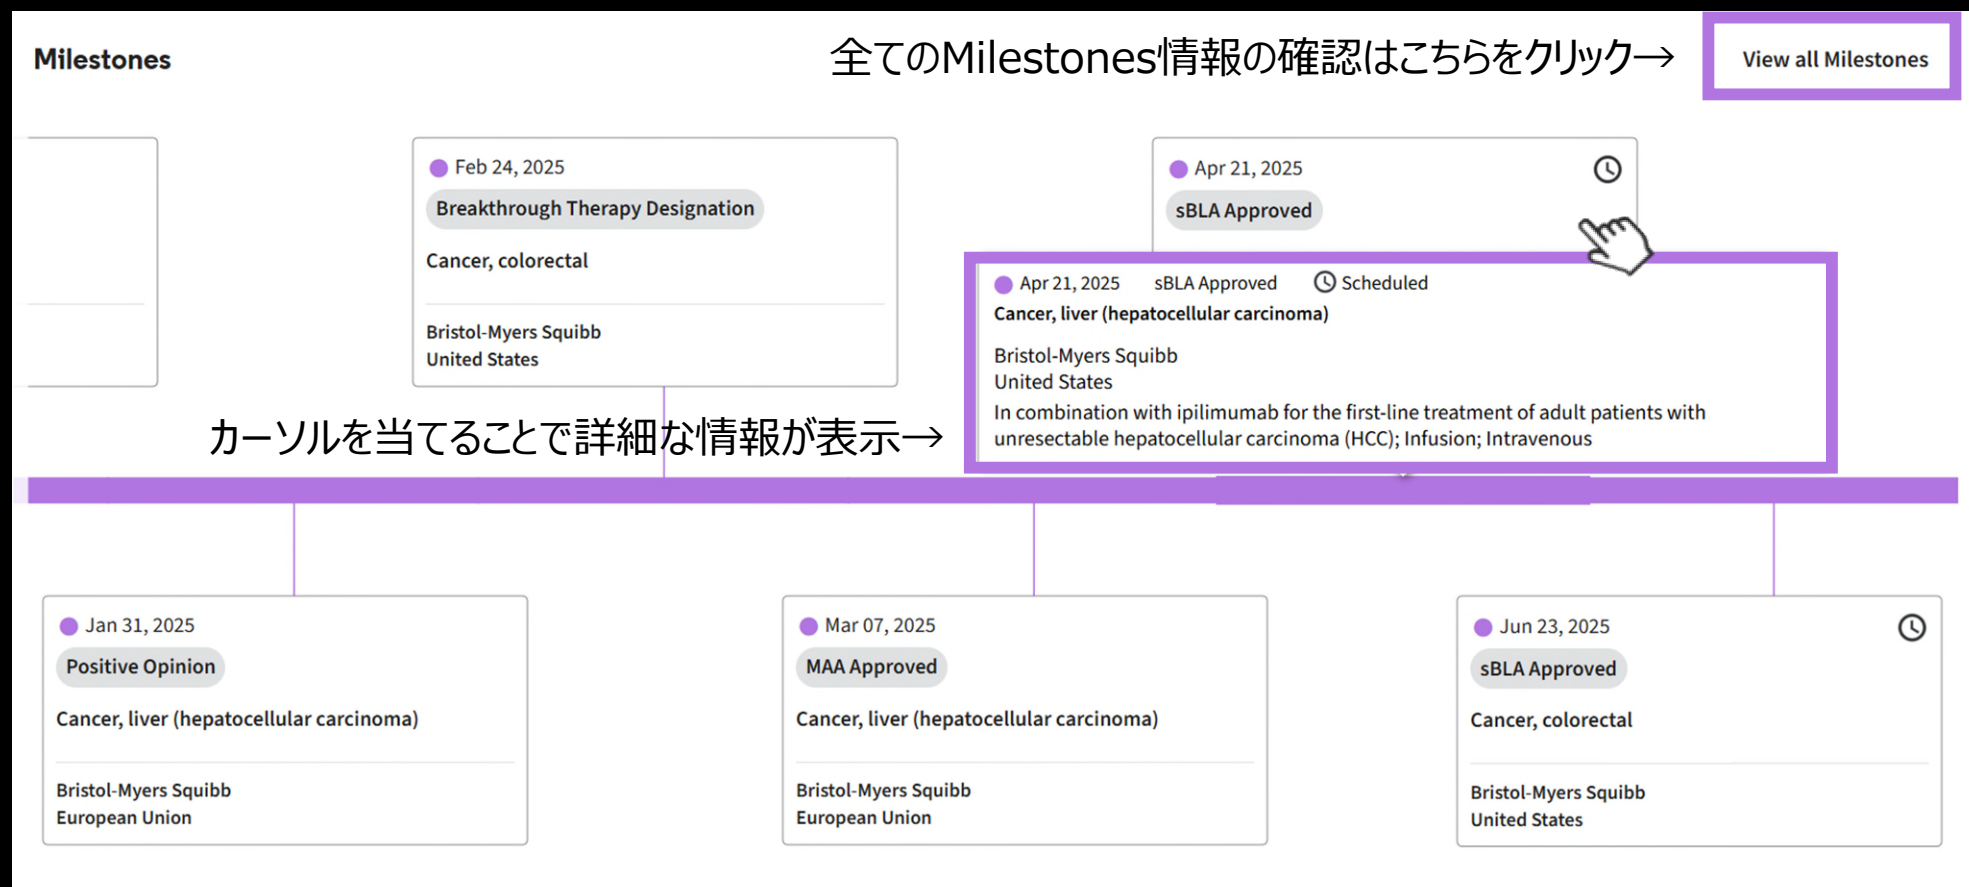 Milestones
全てのMilestones情報の確認はこちらをクリック→
View all Milestones
Feb 24, 2025
Breakthrough Therapy Designation
Cancer, colorectal
Bristol-Myers Squibb
United States
Apr 21, 2025
sBLA Approved
Apr 21, 2025 sBLA Approved Scheduled
Cancer, liver (hepatocellular carcinoma)
Bristol-Myers Squibb
United States
In combination with ipilimumab for the first-line treatment of adult patients with
unresectable hepatocellular carcinoma (HCC); Infusion; Intravenous
カーソルを当てることで詳細な情報が表示→
Jan 31, 2025
Positive Opinion
Cancer, liver (hepatocellular carcinoma)
Bristol-Myers Squibb
European Union
Mar 07, 2025
MAA Approved
Cancer, liver (hepatocellular carcinoma)
Bristol-Myers Squibb
European Union
Jun 23, 2025
sBLA Approved
Cancer, colorectal
Bristol-Myers Squibb
United States